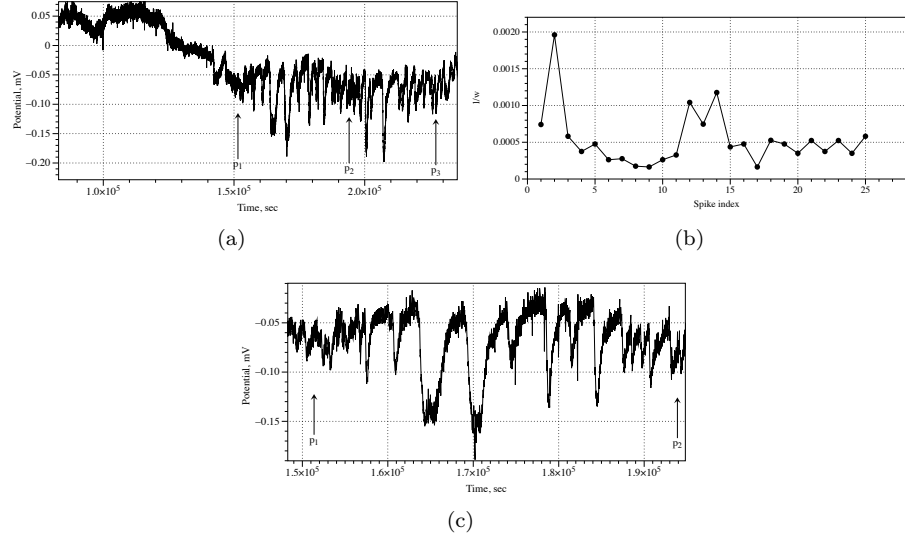 0.05
0
−0.05
−0.10
−0.15
−0.20
Potential, mV
p1
p2
p3
1.0×10⁵
1.5×10⁵
2.0×10⁵
Time, sec
(a)
0.0020
0.0015
0.0010
0.0005
0
1/w
0
5
10
15
20
25
Spike index
(b)
−0.05
−0.10
−0.15
Potential, mV
p1
p2
1.5×10⁵
1.6×10⁵
1.7×10⁵
1.8×10⁵
1.9×10⁵
Time, sec
(c)